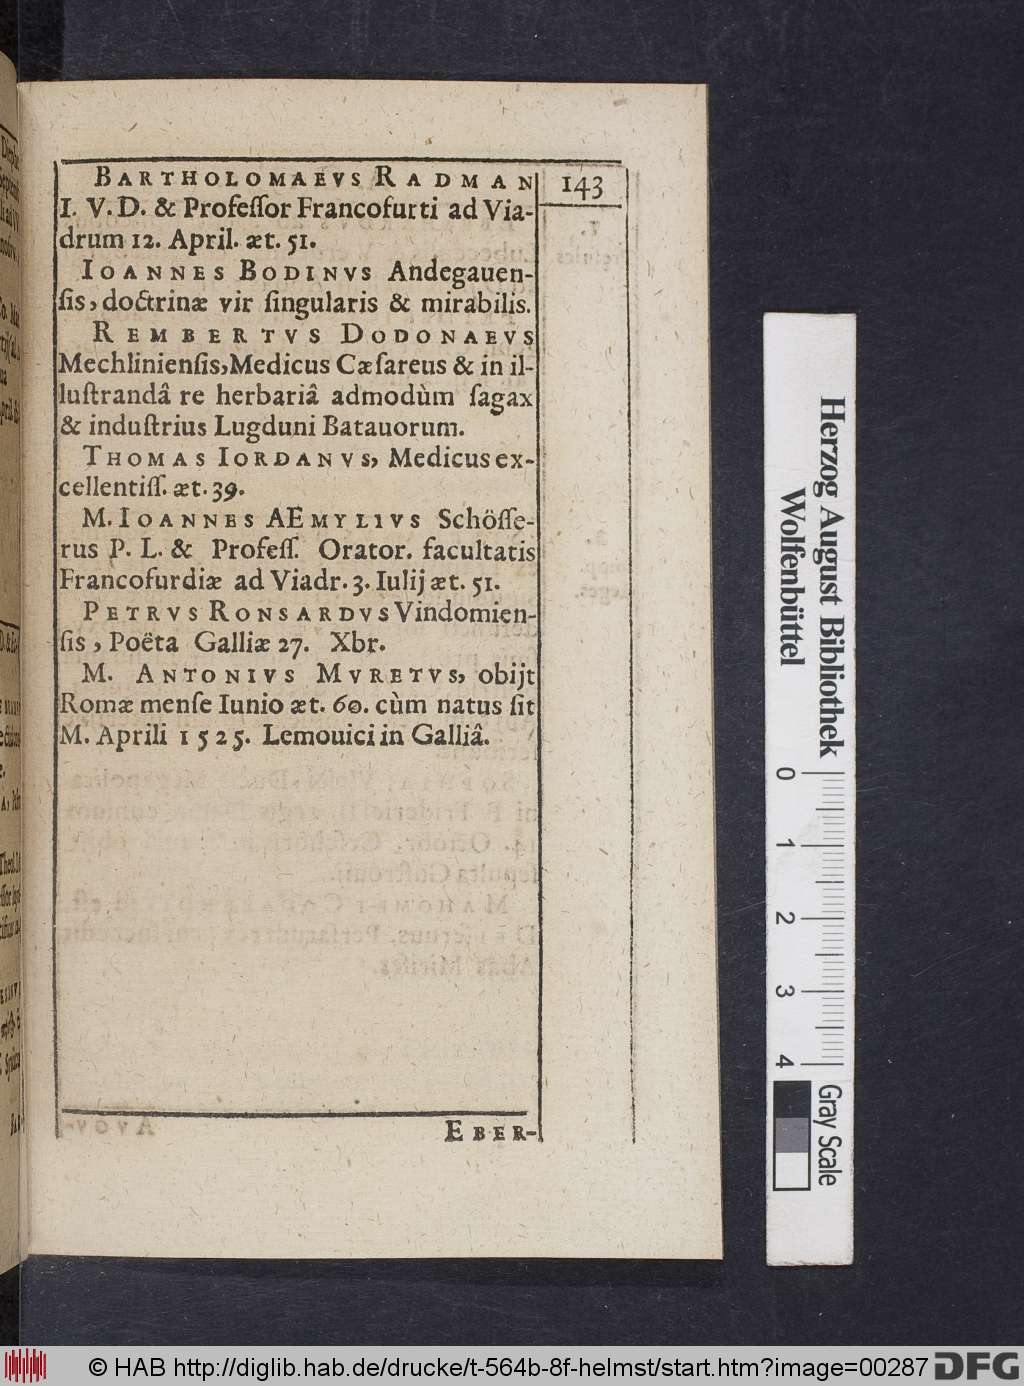 143
BARTHOLOMAEVS RADMAN
I. V. D. & Profeſſor Francofurti ad Via-
drum 12. April. æt. 51.
IOANNES BODINVS Andegauen-
ſis, doctrinæ vir ſingularis & mirabilis.
REMBERTVS DODONAEVS
Mechlinienſis, Medicus Cæſareus & in il-
luſtrandâ re herbariâ admodùm ſagax
& induſtrius Lugduni Batauorum.
THOMAS IORDANVS, Medicus ex-
cellentiſſ. æt. 39.
M. IOANNES AEMYLIVS Schöſſe-
rus P. L. & Profeſſ. Orator. facultatis
Francofurdiæ ad Viadr. 3. Iulij æt. 51.
PETRVS RONSARDVS Vindomien-
ſis, Poëta Galliæ 27. Xbr.
M. ANTONIVS MVRETVS, obijt
Romæ menſe Iunio æt. 60. cùm natus ſit
M. Aprili 1525. Lemouici in Galliâ.
EBER-
Herzog August Bibliothek
Wolfenbüttel
0 1 2 3 4
Gray Scale
© HAB http://diglib.hab.de/drucke/t-564b-8f-helmst/start.htm?image=00287
DFG